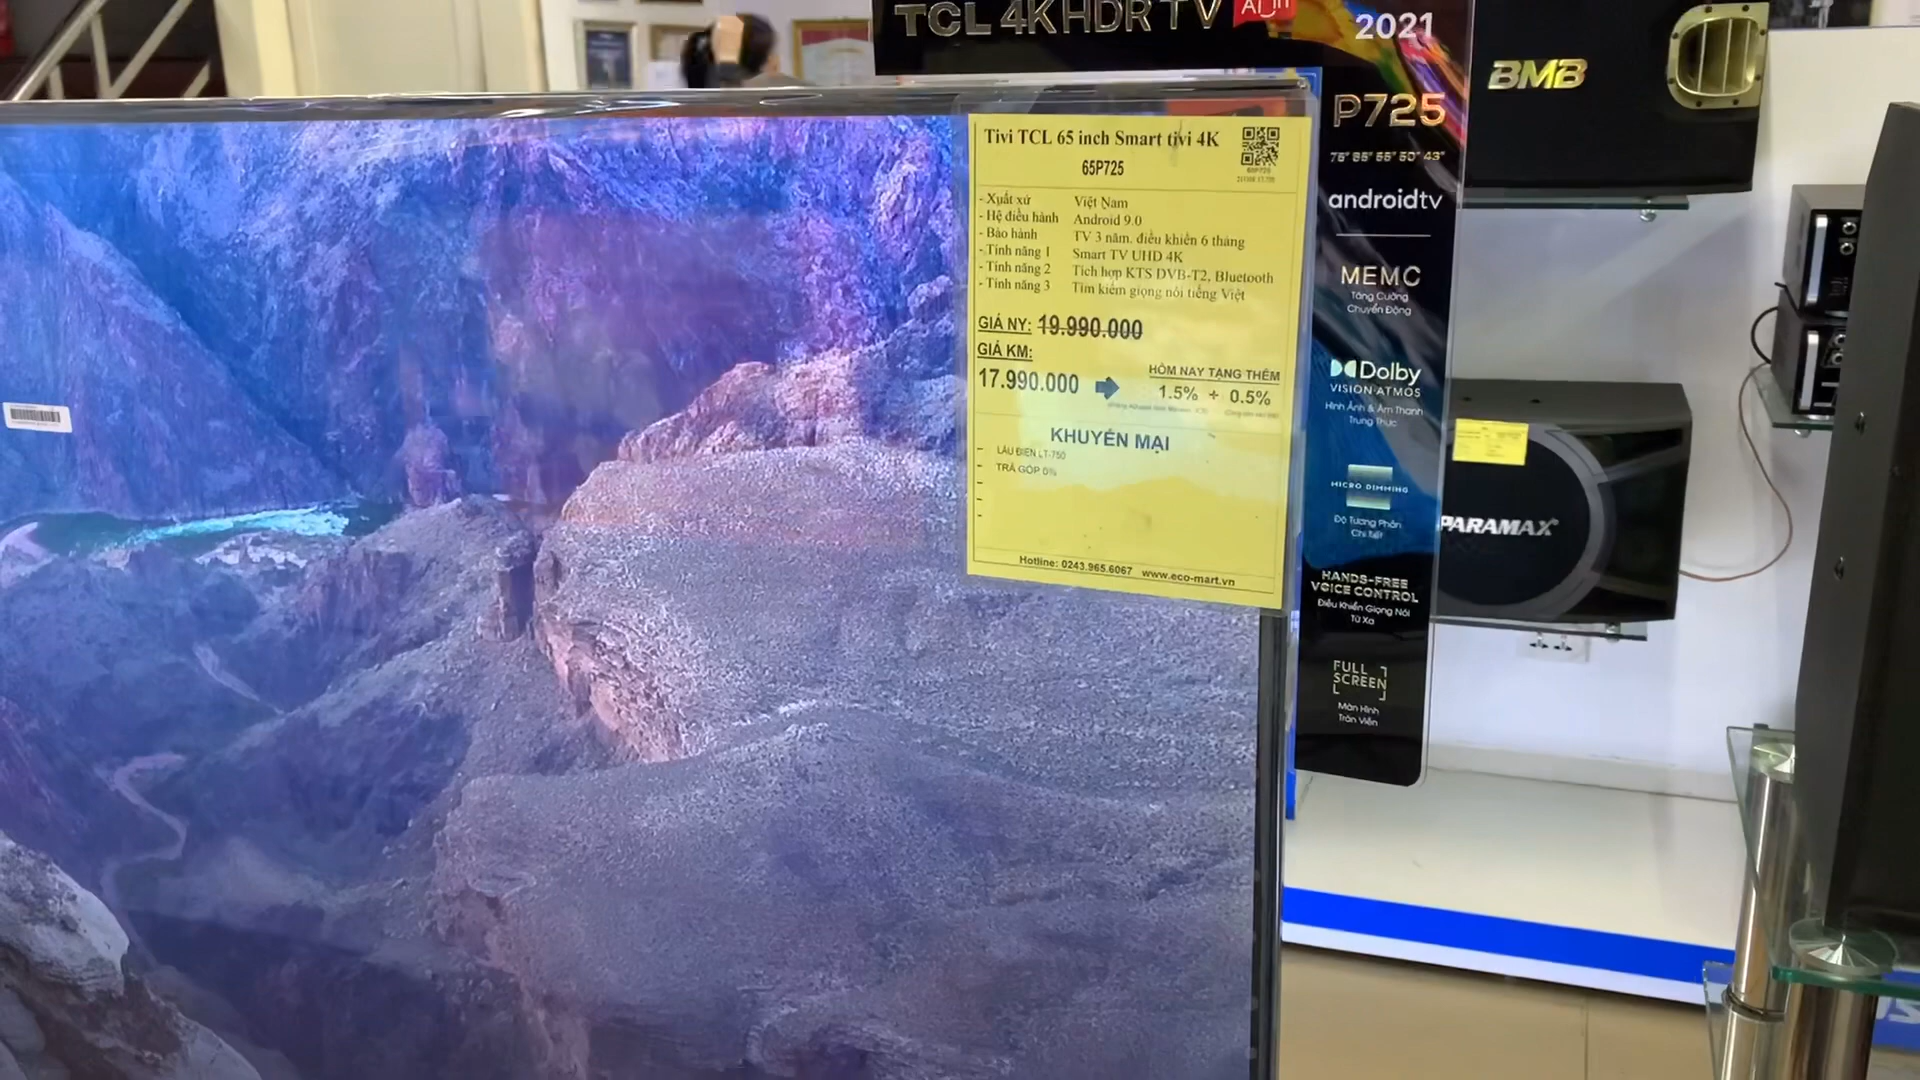 TCL 4K HDR TV
2021
P725
75" 65" 55" 50" 43"
androidtv
MEMC
Tăng Cường
Chuyển Động
Dolby
VISION·ATMOS
Hình Ảnh & Âm Thanh
Trung Thực
MICRO DIMMING
Độ Tương Phản
Chi Tiết
HANDS-FREE
VOICE CONTROL
Điều Khiển Giọng Nói
Từ Xa
FULL
SCREEN
Màn Hình
Tràn Viền
Tivi TCL 65 inch Smart tivi 4K
65P725
- Xuất xứ Việt Nam
- Hệ điều hành Android 9.0
- Bảo hành TV 3 năm. điều khiển 6 tháng
- Tính năng 1 Smart TV UHD 4K
- Tính năng 2 Tích hợp KTS DVB-T2, Bluetooth
- Tính năng 3 Tìm kiếm giọng nói tiếng Việt
GIÁ NY: 19.990.000
GIÁ KM:
17.990.000
HÔM NAY TẶNG THÊM
1.5% + 0.5%
KHUYẾN MẠI
- LẨU ĐIỆN LT-750
- TRẢ GÓP 0%
Hotline: 0243.965.6067 www.eco-mart.vn
BMB
PARAMAX